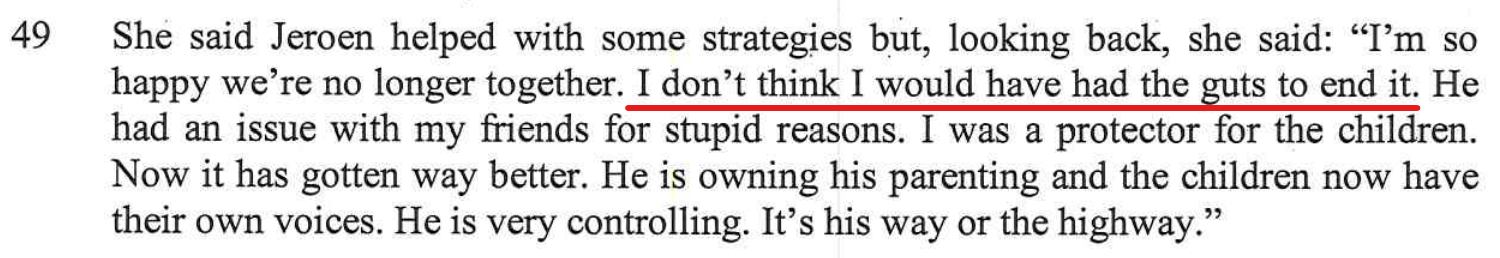 49 She said Jeroen helped with some strategies but, looking back, she said: “I’m so
happy we’re no longer together. I don’t think I would have had the guts to end it. He
had an issue with my friends for stupid reasons. I was a protector for the children.
Now it has gotten way better. He is owning his parenting and the children now have
their own voices. He is very controlling. It’s his way or the highway.”